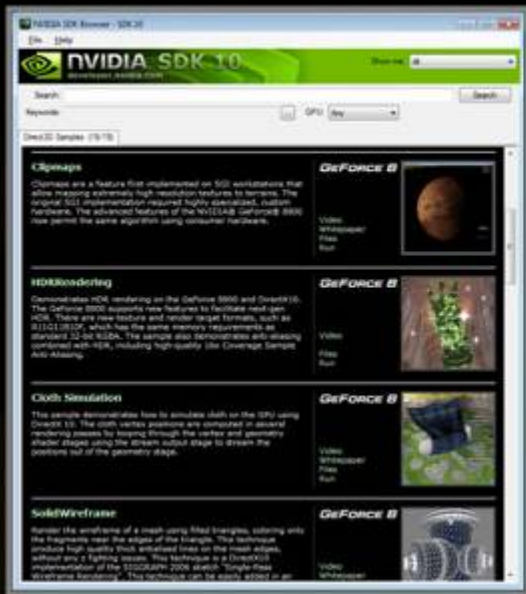 NVIDIA SDK Browser - SDK 10
File Help
NVIDIA SDK 10
developer.nvidia.com
Show me: All
Search:
Search
Keywords:
...
GPU: Any
Direct3D Samples (19/19)
Clipmaps
GEFORCE 8
Clipmaps are a feature first implemented on SGI workstations that
allow mapping extremely high resolution textures to terrains. The
original SGI implementation required highly specialized, custom
hardware. The advanced features of the NVIDIA® GeForce® 8800
now permit the same algorithm using consumer hardware.
Video
Whitepaper
Files
Run
HDRRendering
GEFORCE 8
Demonstrates HDR rendering on the GeForce 8800 and DirectX10.
The GeForce 8800 supports new features to facilitate next-gen
HDR. There are new texture and render target formats, such as
R11G11B10F, which has the same memory requirements as
standard 32-bit RGBA. The sample also demonstrates anti-aliasing
combined with HDR, including high-quality 16x Coverage Sample
Anti-Aliasing.
Video
Files
Run
Cloth Simulation
GEFORCE 8
This sample demonstrates how to simulate cloth on the GPU using
DirectX 10. The cloth vertex positions are computed in several
rendering passes by looping through the vertex and geometry
shader stages using the stream output stage to stream the
positions out of the geometry stage.
Video
Whitepaper
Files
Run
SolidWireframe
GEFORCE 8
Render the wireframe of a mesh using filled triangles, coloring only
the fragments near the edges of the triangle. This technique
produce high quality thick antialised lines on the mesh edges,
without any z fighting issues. This technique is a DirectX10
implementation of the SIGGRAPH 2006 sketch "Single-Pass
Wireframe Rendering". This technique can be easily added in an
Video
Whitepaper